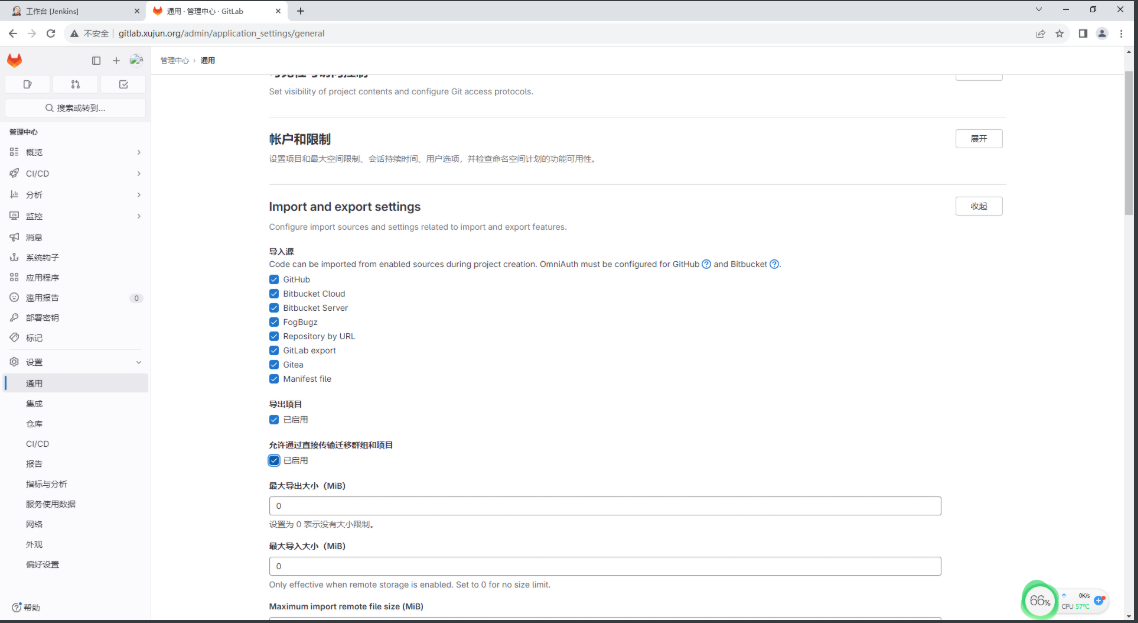 工作台 [Jenkins]
通用 · 管理中心 · GitLab
不安全
gitlab.xujun.org/admin/application_settings/general
管理中心 › 通用
搜索或转到...
管理中心
概览
CI/CD
分析
监控
消息
系统钩子
应用程序
滥用报告 0
部署密钥
标记
设置
通用
集成
仓库
CI/CD
报告
指标与分析
服务使用数据
网络
外观
偏好设置
帮助
Set visibility of project contents and configure Git access protocols.
帐户和限制
展开
设置项目和最大空间限制、会话持续时间、用户选项，并检查命名空间计划的功能可用性。
Import and export settings
收起
Configure import sources and settings related to import and export features.
导入源
Code can be imported from enabled sources during project creation. OmniAuth must be configured for GitHub ? and Bitbucket ?.
GitHub
Bitbucket Cloud
Bitbucket Server
FogBugz
Repository by URL
GitLab export
Gitea
Manifest file
导出项目
已启用
允许通过直接传输迁移群组和项目
已启用
最大导出大小（MiB）
0
设置为 0 表示没有大小限制。
最大导入大小（MiB）
0
Only effective when remote storage is enabled. Set to 0 for no size limit.
Maximum import remote file size (MiB)
66%
0K/s
CPU 57°C